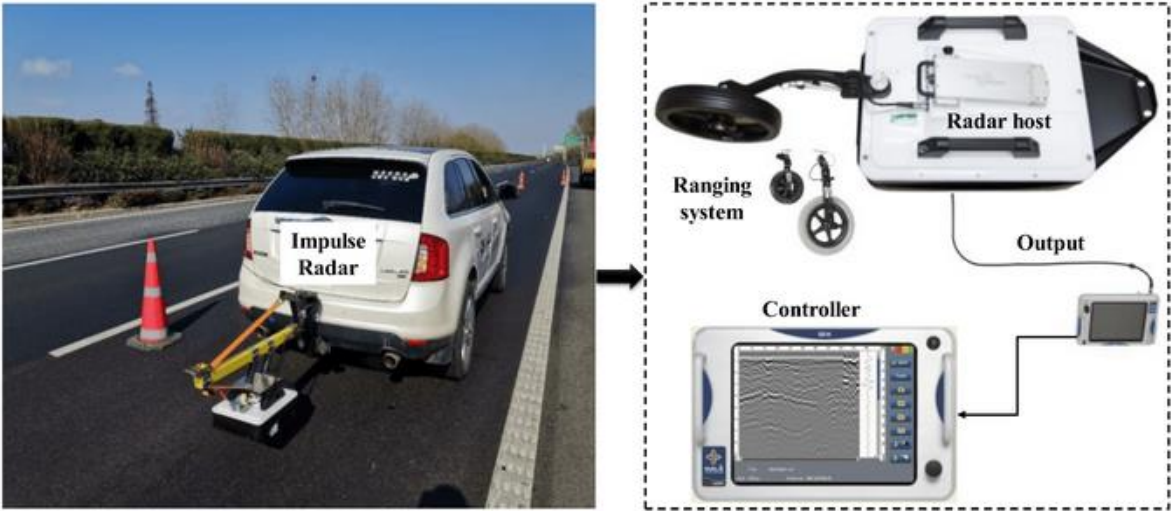 Impulse
Radar
Radar host
Ranging
system
Output
Controller